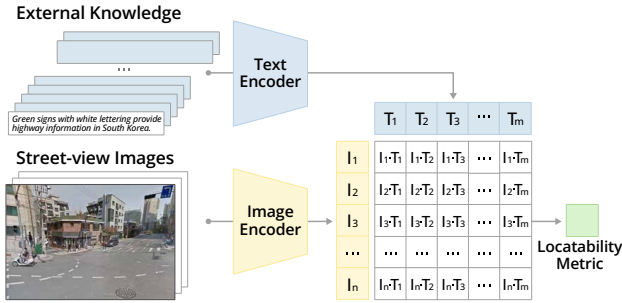 External Knowledge
...
Green signs with white lettering provide
highway information in South Korea.
Text
Encoder
T1 T2 T3 ... Tm
Street-view Images
Image
Encoder
I1 I1·T1 I1·T2 I1·T3 ... I1·Tm
I2 I2·T1 I2·T2 I2·T3 ... I2·Tm
I3 I3·T1 I3·T2 I3·T3 ... I3·Tm
... ... ... ... ... ...
In In·T1 In·T2 In·T3 ... In·Tm
Locatability
Metric